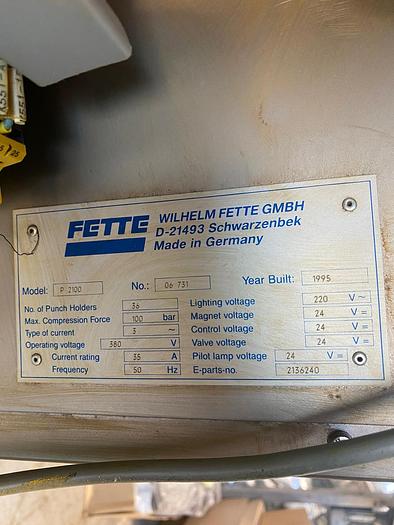 FETTE
WILHELM FETTE GMBH
D-21493 Schwarzenbek
Made in Germany
Model: P 2100 No.: 06 731 Year Built: 1995
No. of Punch Holders 36
Max. Compression Force 100 bar
Type of current 3 ~
Operating voltage 380 V
Current rating 35 A
Frequency 50 Hz
Lighting voltage 220 V~
Magnet voltage 24 V=
Control voltage 24 V=
Valve voltage 24 V=
Pilot lamp voltage 24 V=
E-parts-no. 2136240